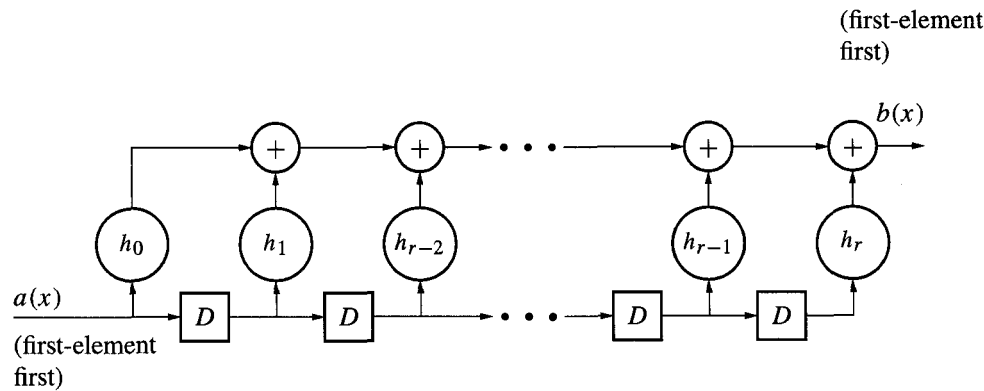 (first-element
first)
b(x)
+ + • • • + +
h₀ h₁ hᵣ₋₂ hᵣ₋₁ hᵣ
a(x)
D D • • • D D
(first-element
first)